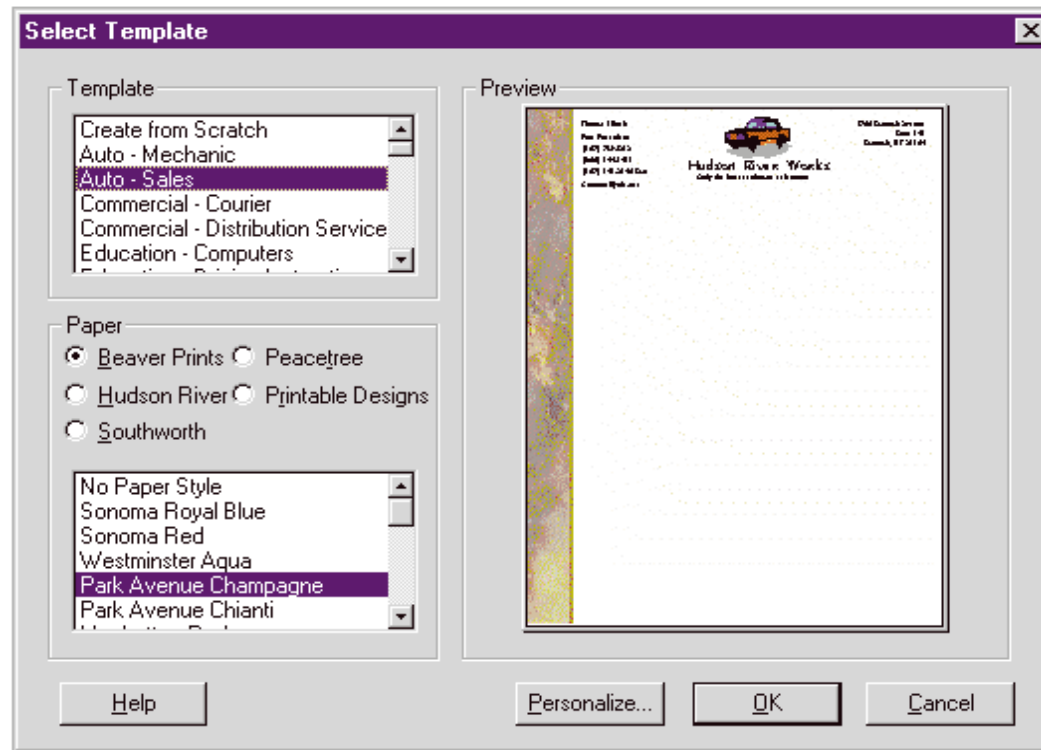 Select Template
Template
Create from Scratch
Auto - Mechanic
Auto - Sales
Commercial - Courier
Commercial - Distribution Service
Education - Computers
Paper
Beaver Prints
Peacetree
Hudson River
Printable Designs
Southworth
No Paper Style
Sonoma Royal Blue
Sonoma Red
Westminster Aqua
Park Avenue Champagne
Park Avenue Chianti
Preview
Hudson River Works
Help
Personalize...
OK
Cancel